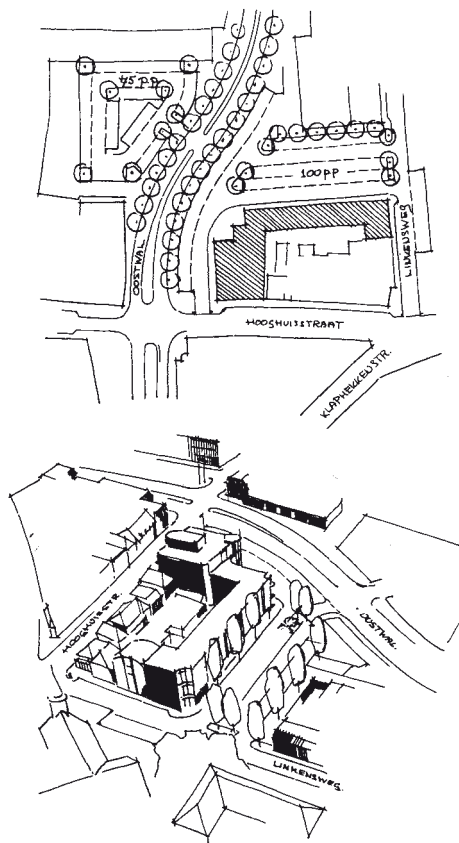 45 PP
100 PP
OOSTWAL
LINKENSWEG
HOOGHUISSTRAAT
KLAPHEKKENSTR.
HOOGHUISSTR.
OOSTWAL
LINKENSWEG.